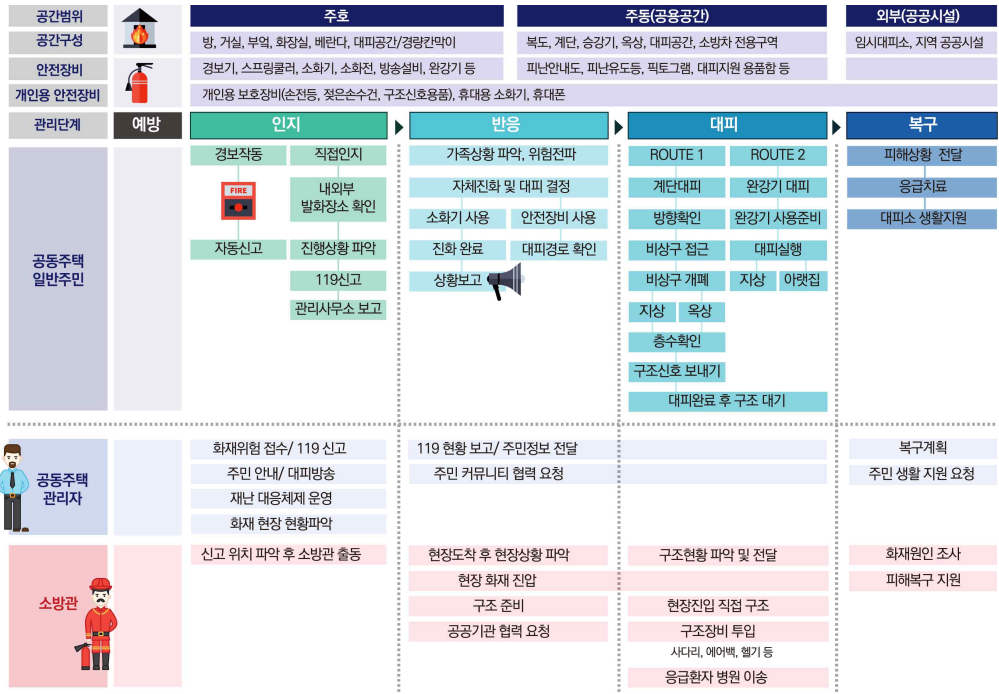 공간범위
주호
주동(공용공간)
외부(공공시설)
공간구성
방, 거실, 부엌, 화장실, 베란다, 대피공간/경량칸막이
복도, 계단, 승강기, 옥상, 대피공간, 소방차 전용구역
임시대피소, 지역 공공시설
안전장비
경보기, 스프링쿨러, 소화기, 소화전, 방송설비, 완강기 등
피난안내도, 피난유도등, 픽토그램, 대피지원 용품함 등
개인용 안전장비
개인용 보호장비(손전등, 젖은손수건, 구조신호용품), 휴대용 소화기, 휴대폰
관리단계
예방
인지
반응
대피
복구
공동주택
일반주민
경보작동
FIRE
자동신고
직접인지
내외부
발화장소 확인
진행상황 파악
119신고
관리사무소 보고
가족상황 파악, 위험전파
자체진화 및 대피 결정
소화기 사용
안전장비 사용
진화 완료
대피경로 확인
상황보고
ROUTE 1
ROUTE 2
계단대피
완강기 대피
방향확인
완강기 사용준비
비상구 접근
대피실행
비상구 개폐
지상
아랫집
지상
옥상
층수확인
구조신호 보내기
대피완료 후 구조 대기
피해상황 전달
응급치료
대피소 생활지원
공동주택
관리자
화재위험 접수/ 119 신고
주민 안내/ 대피방송
재난 대응체제 운영
화재 현장 현황파악
119 현황 보고/ 주민정보 전달
주민 커뮤니티 협력 요청
복구계획
주민 생활 지원 요청
소방관
신고 위치 파악 후 소방관 출동
현장도착 후 현장상황 파악
현장 화재 진압
구조 준비
공공기관 협력 요청
구조현황 파악 및 전달
현장진입 직접 구조
구조장비 투입
사다리, 에어백, 헬기 등
응급환자 병원 이송
화재원인 조사
피해복구 지원